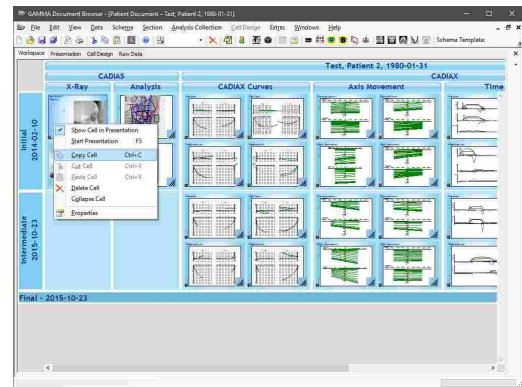 GAMMA Document Browser - [Patient Document – Test, Patient 2, 1980-01-31]
File Edit View Data Schema Section Analysis Collection Cell Design Extras Windows Help
Schema Template:
Workspace Presentation Cell Design Raw Data
Test, Patient 2, 1980-01-31
CADIAS CADIAX
X-Ray Analysis CADIAX Curves Axis Movement Time
Initial
2014-02-10
Show Cell in Presentation
Start Presentation F5
Copy Cell Ctrl+C
Cut Cell Ctrl+X
Paste Cell Ctrl+V
Delete Cell
Collapse Cell
Properties
Intermediate
2015-10-23
Final - 2015-10-23